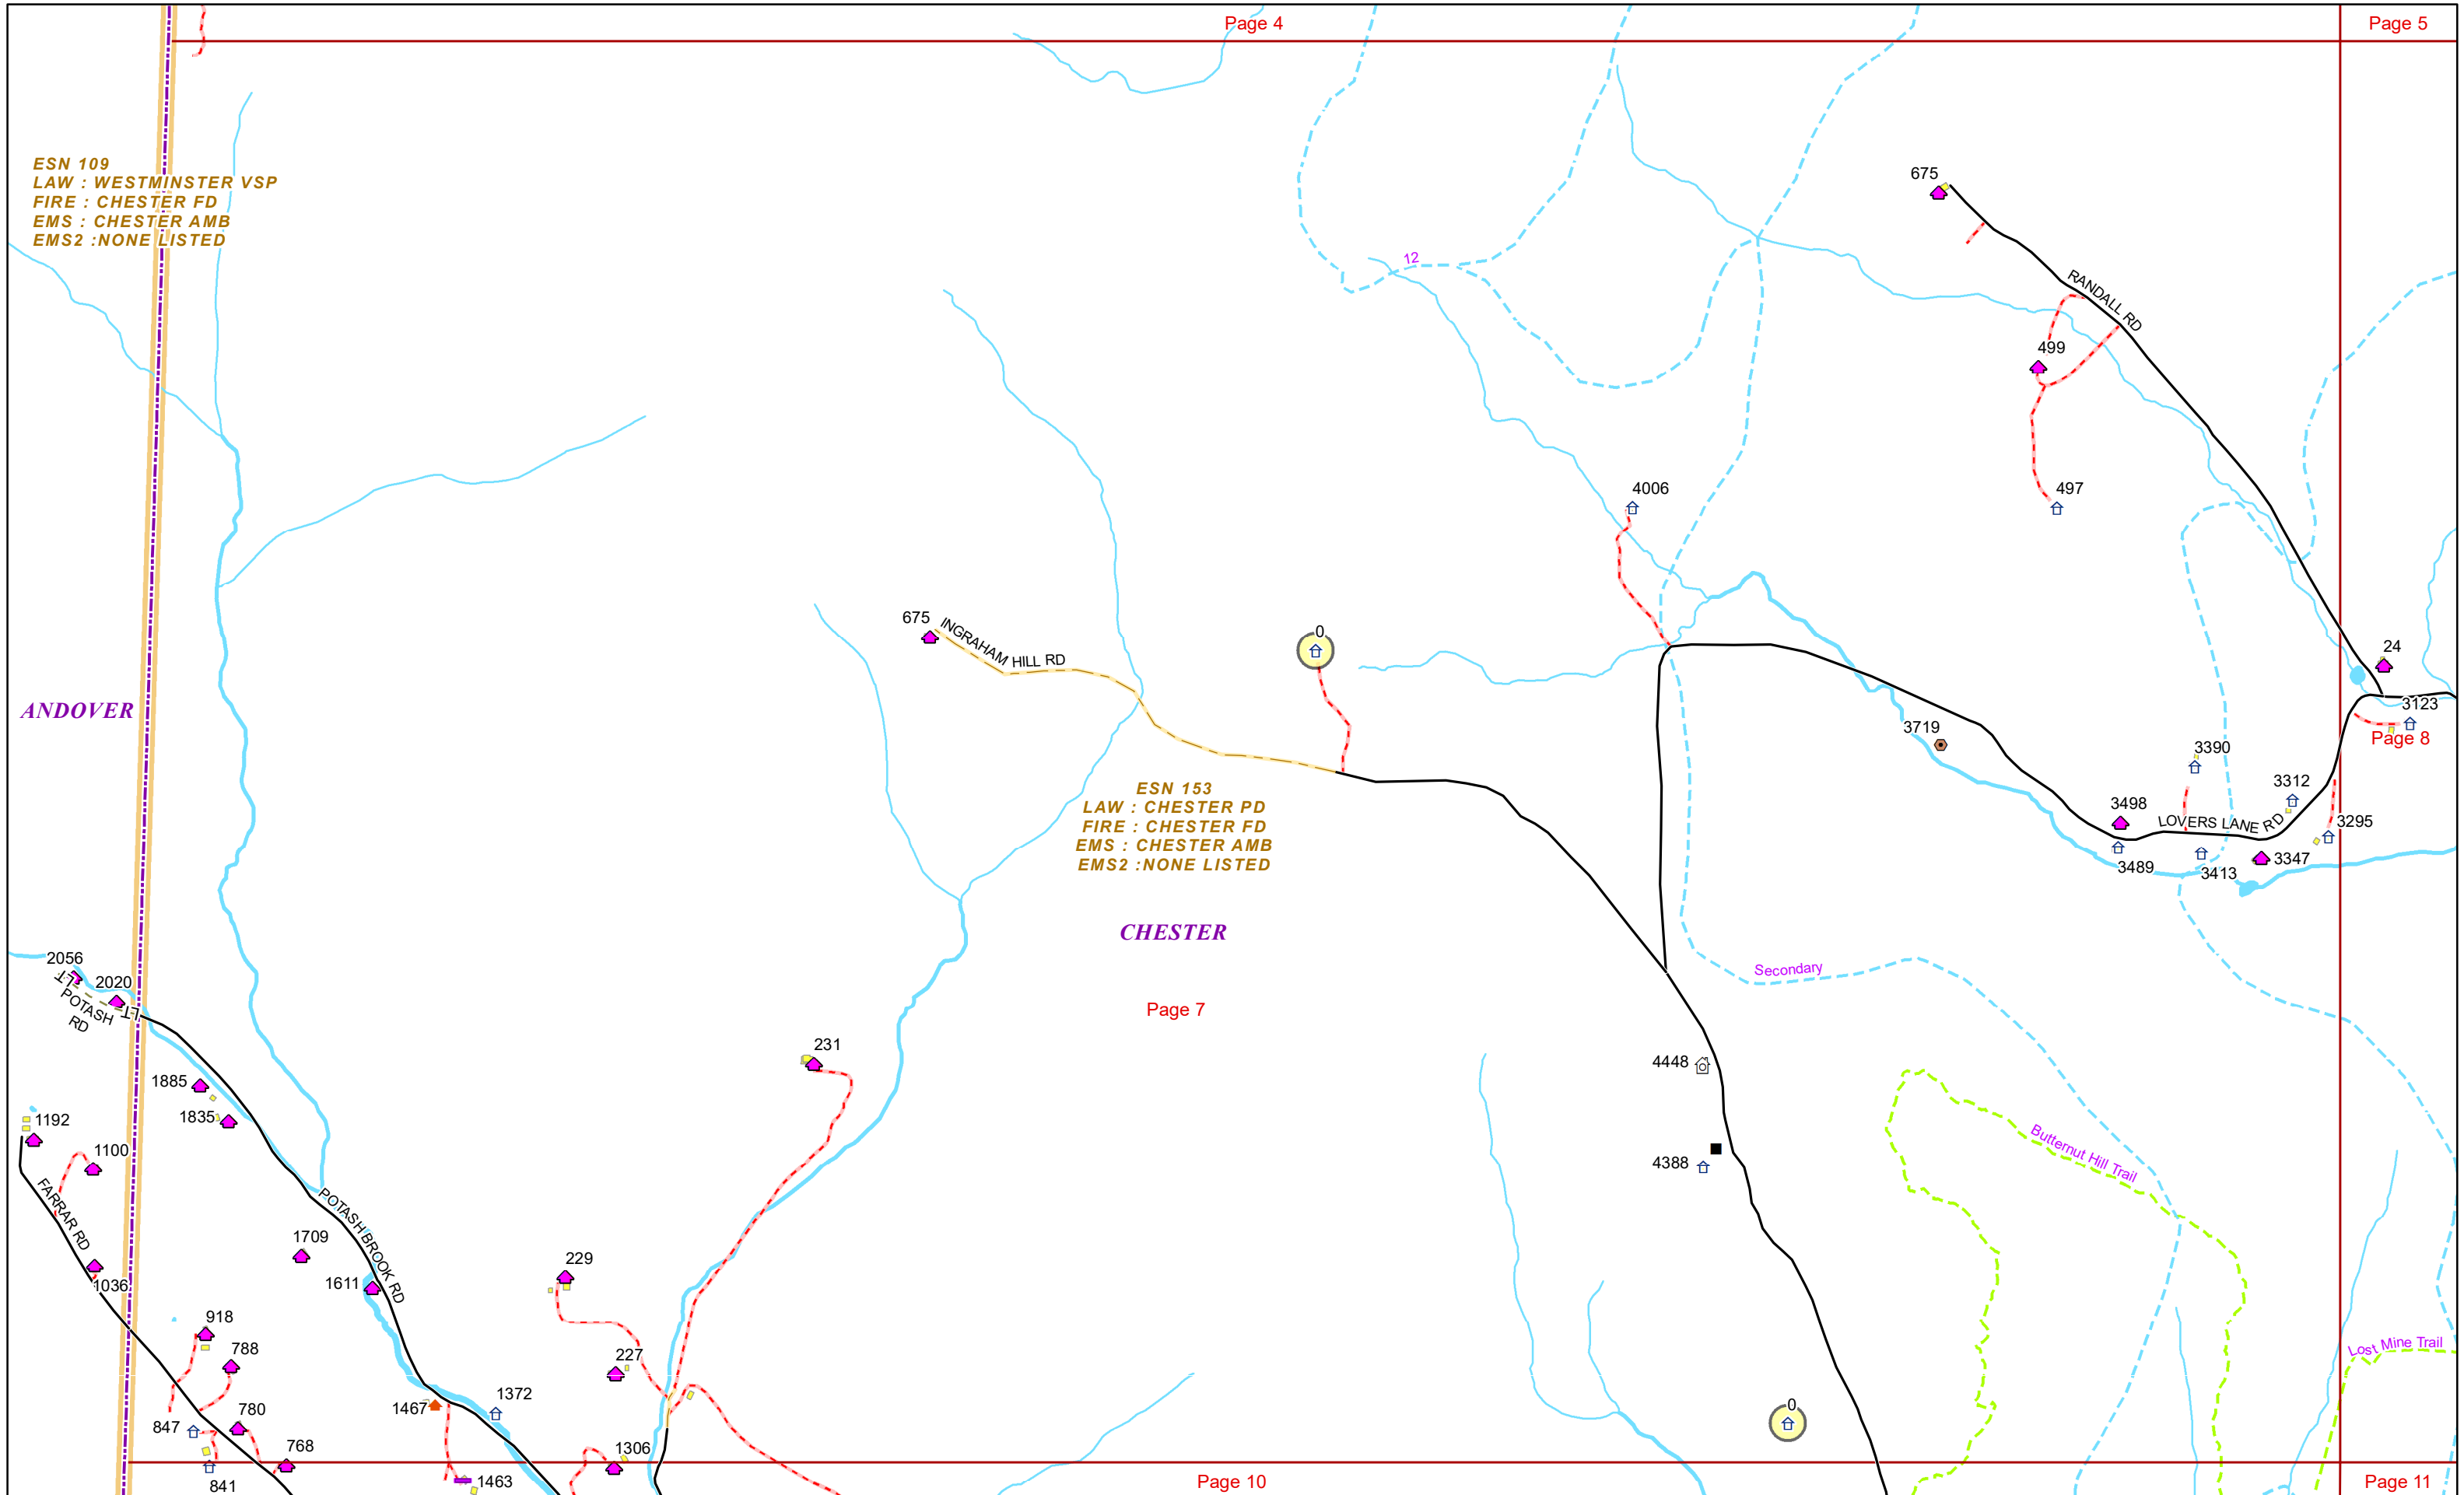 Page 4
Page 5
ESN 109
LAW : WESTMINSTER VSP
FIRE : CHESTER FD
EMS : CHESTER AMB
EMS2 :NONE LISTED
675
12
RANDALL RD
499
497
4006
675
INGRAHAM HILL RD
0
24
ANDOVER
3123
3719
Page 8
3390
3312
ESN 153
LAW : CHESTER PD
FIRE : CHESTER FD
EMS : CHESTER AMB
EMS2 :NONE LISTED
3498
LOVERS LANE RD
3295
3347
3489
3413
CHESTER
2056
LT
2020
LT
POTASH
RD
Secondary
Page 7
231
4448
1885
1835
1192
1100
Butternut Hill Trail
4388
FARRAR RD
POTASH BROOK RD
1709
229
1611
1036
918
788
227
Lost Mine Trail
1467
1372
0
847
780
768
1306
841
1463
Page 10
Page 11